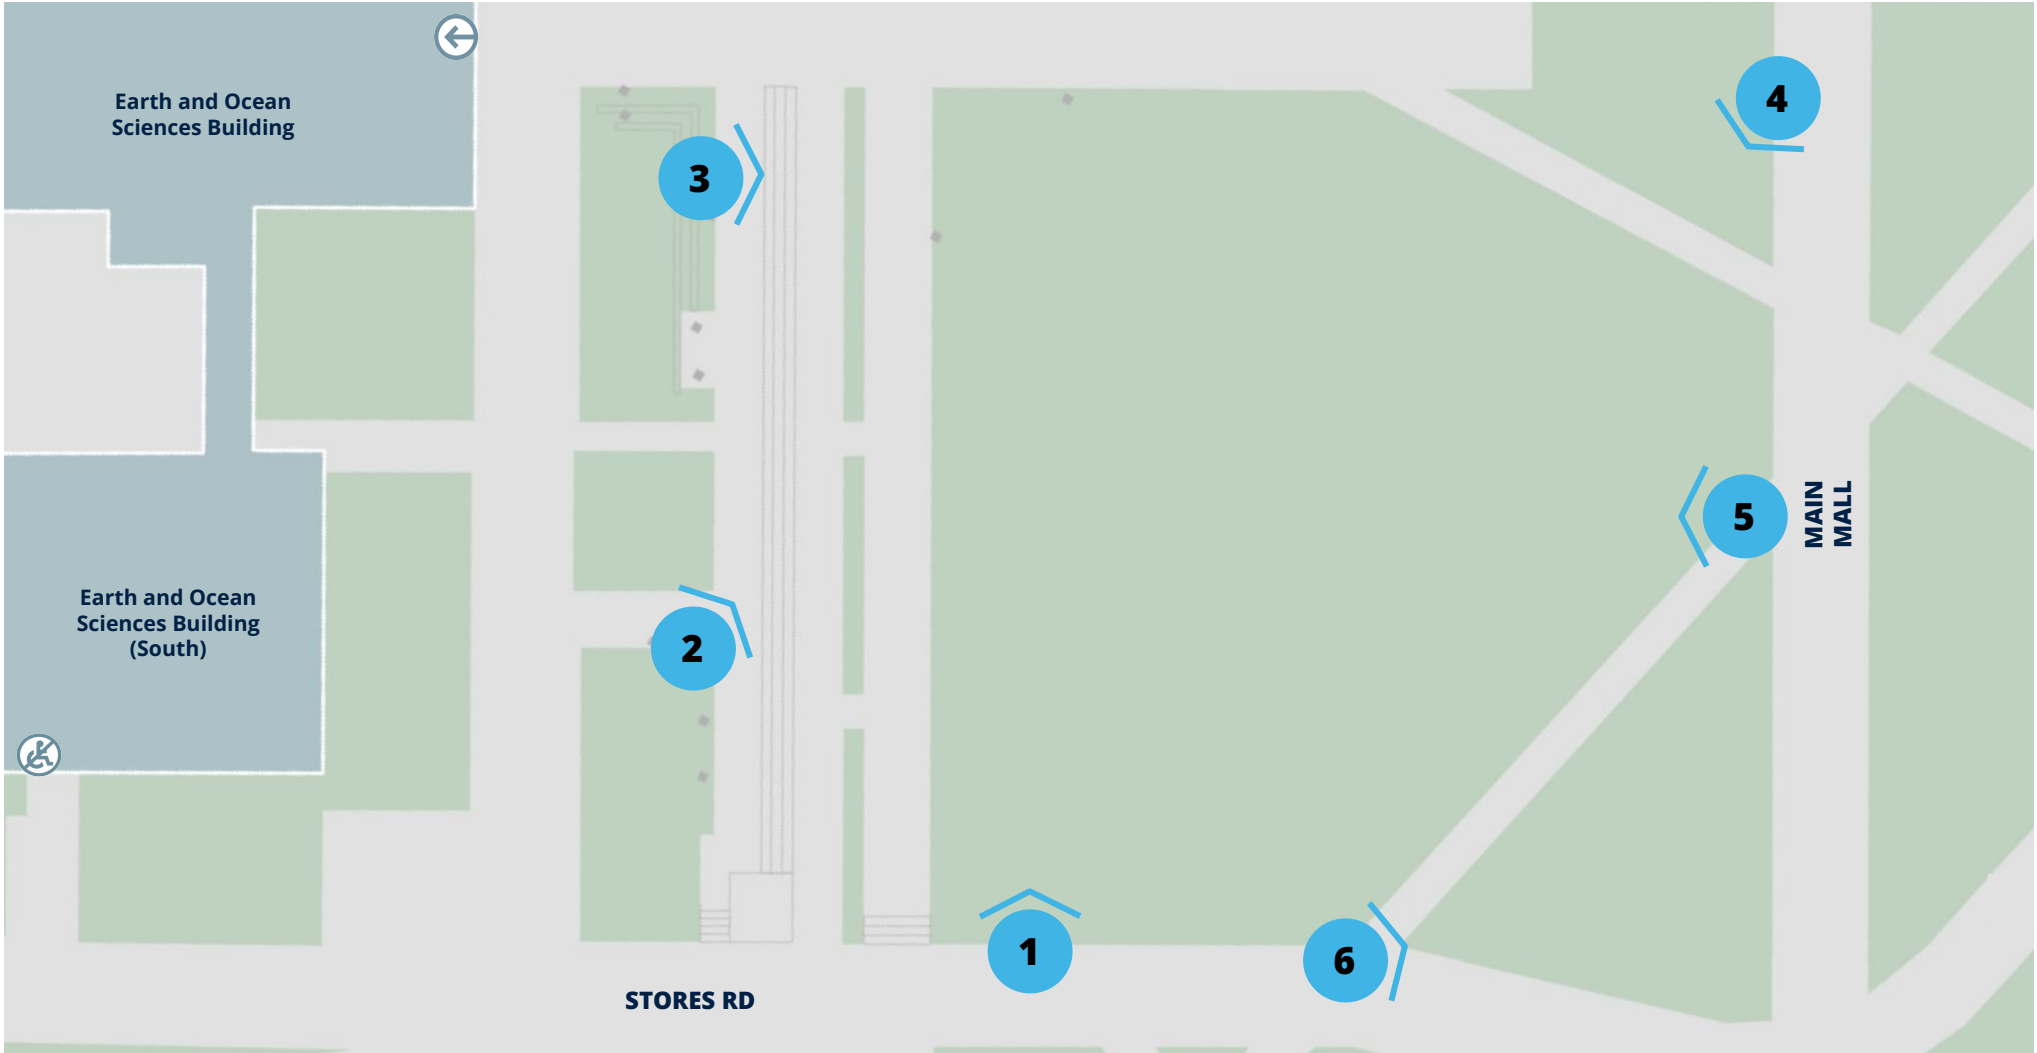 Earth and Ocean
Sciences Building
4
3
MAIN
MALL
5
Earth and Ocean
Sciences Building
(South)
2
1
6
STORES RD